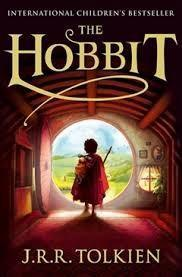 INTERNATIONAL CHILDREN'S BESTSELLER
THE
HOBBIT
J.R.R. TOLKIEN